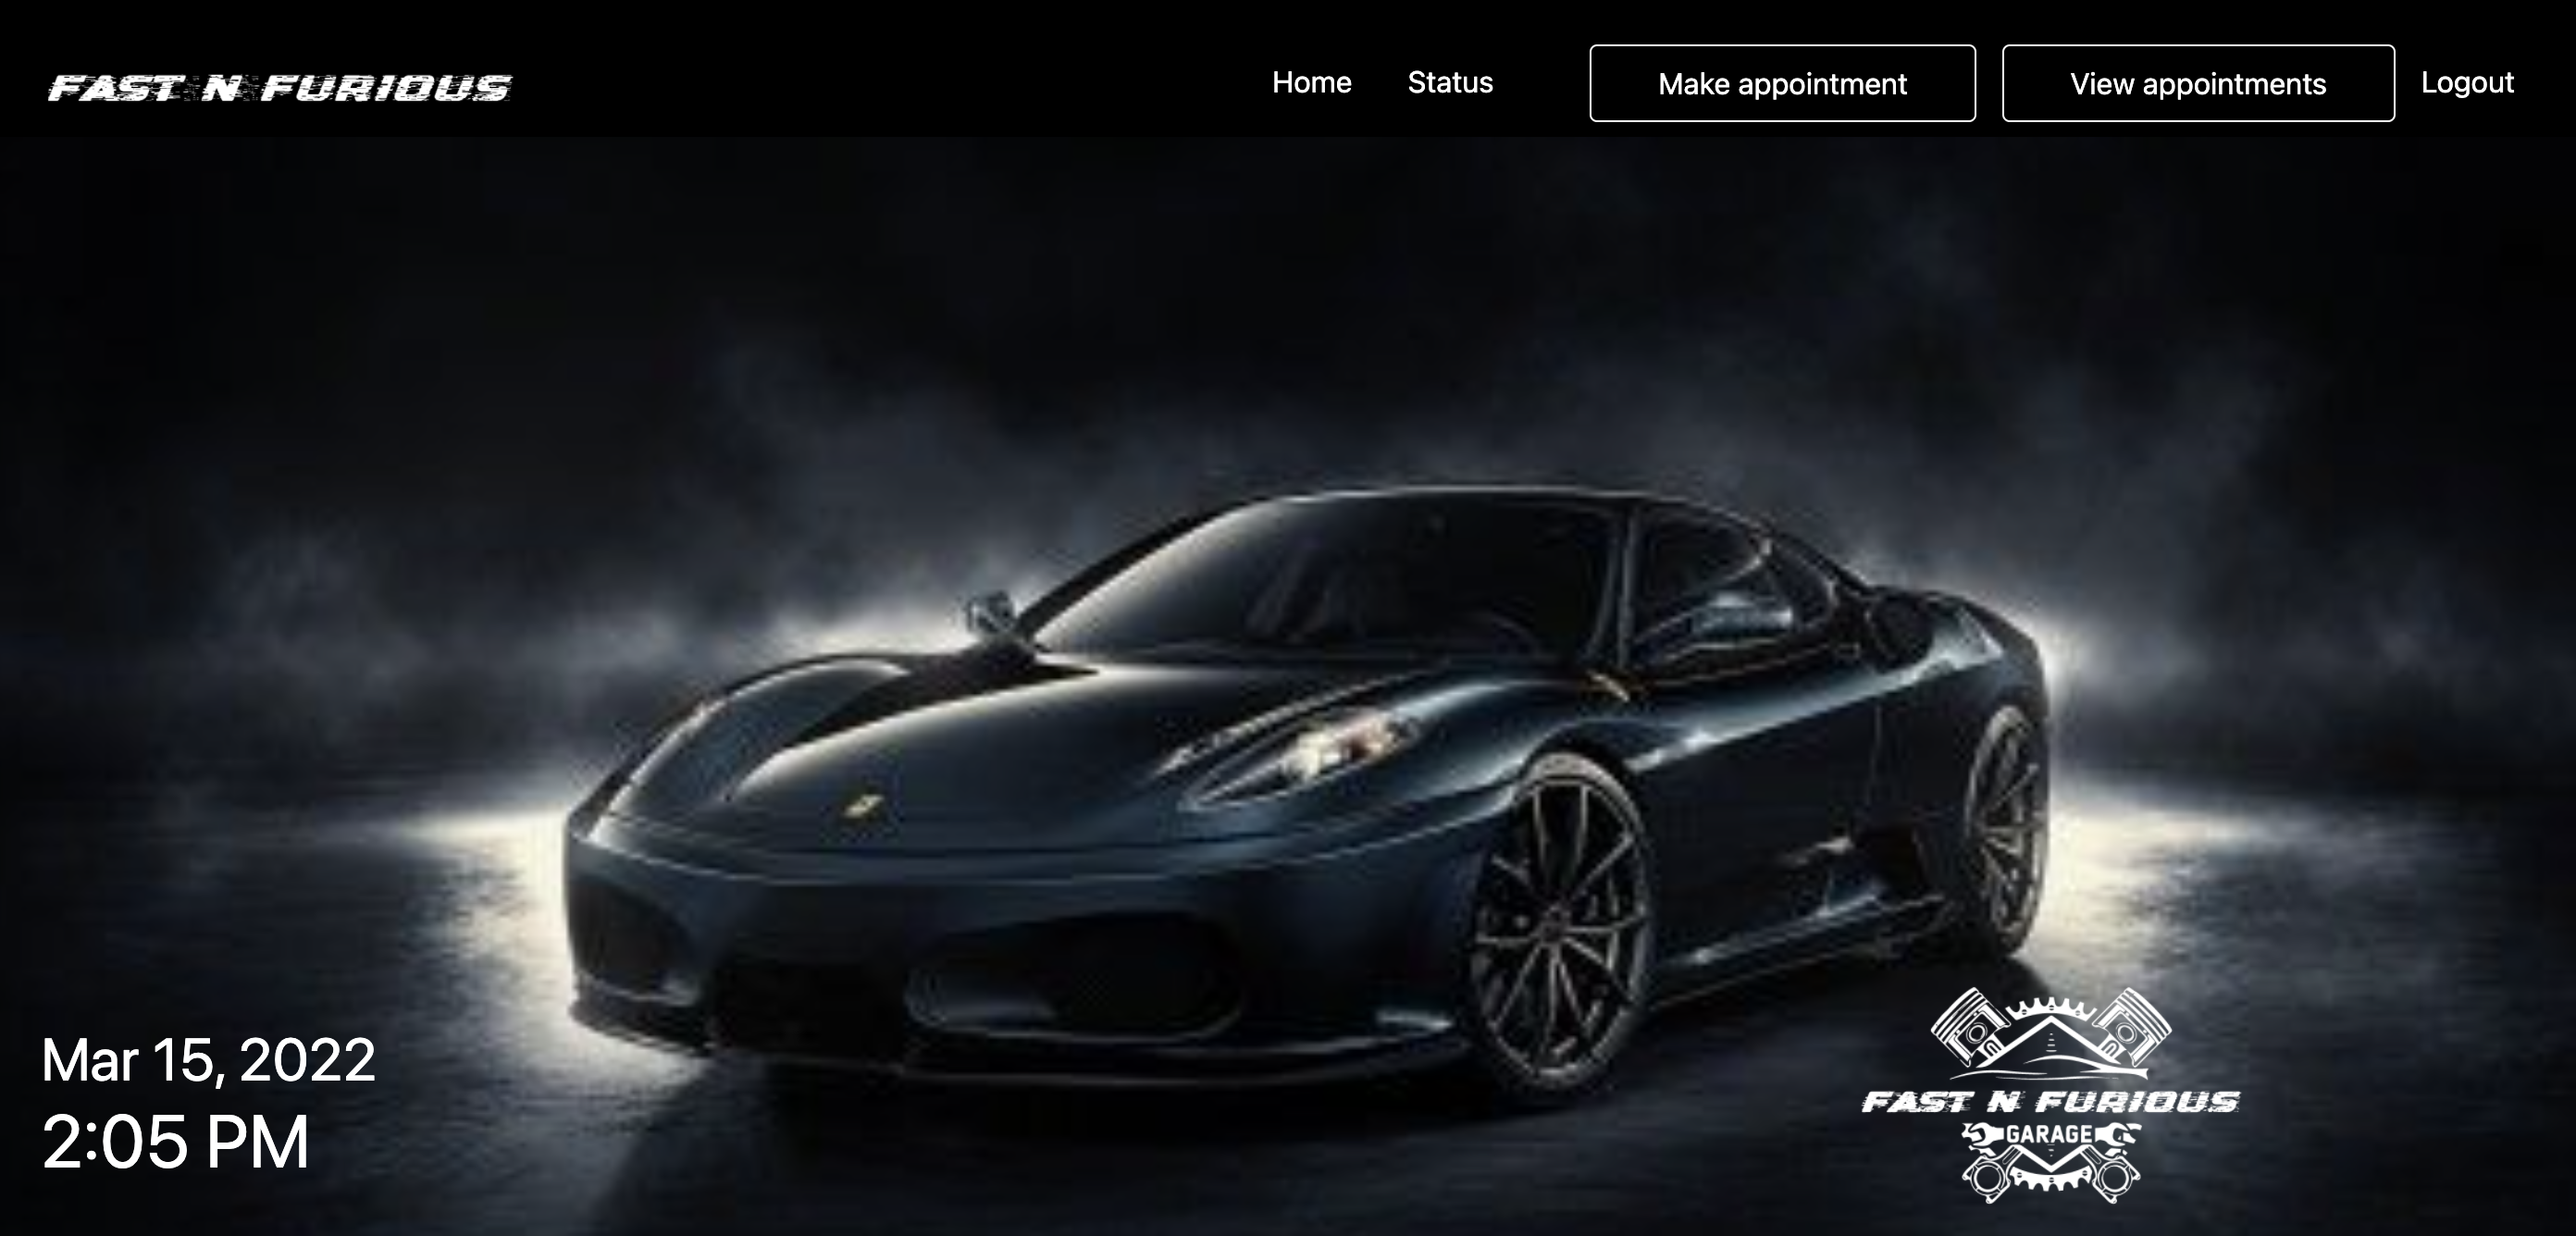 FAST N FURIOUS
Home Status Make appointment View appointments Logout
Mar 15, 2022
2:05 PM
FAST N FURIOUS
GARAGE